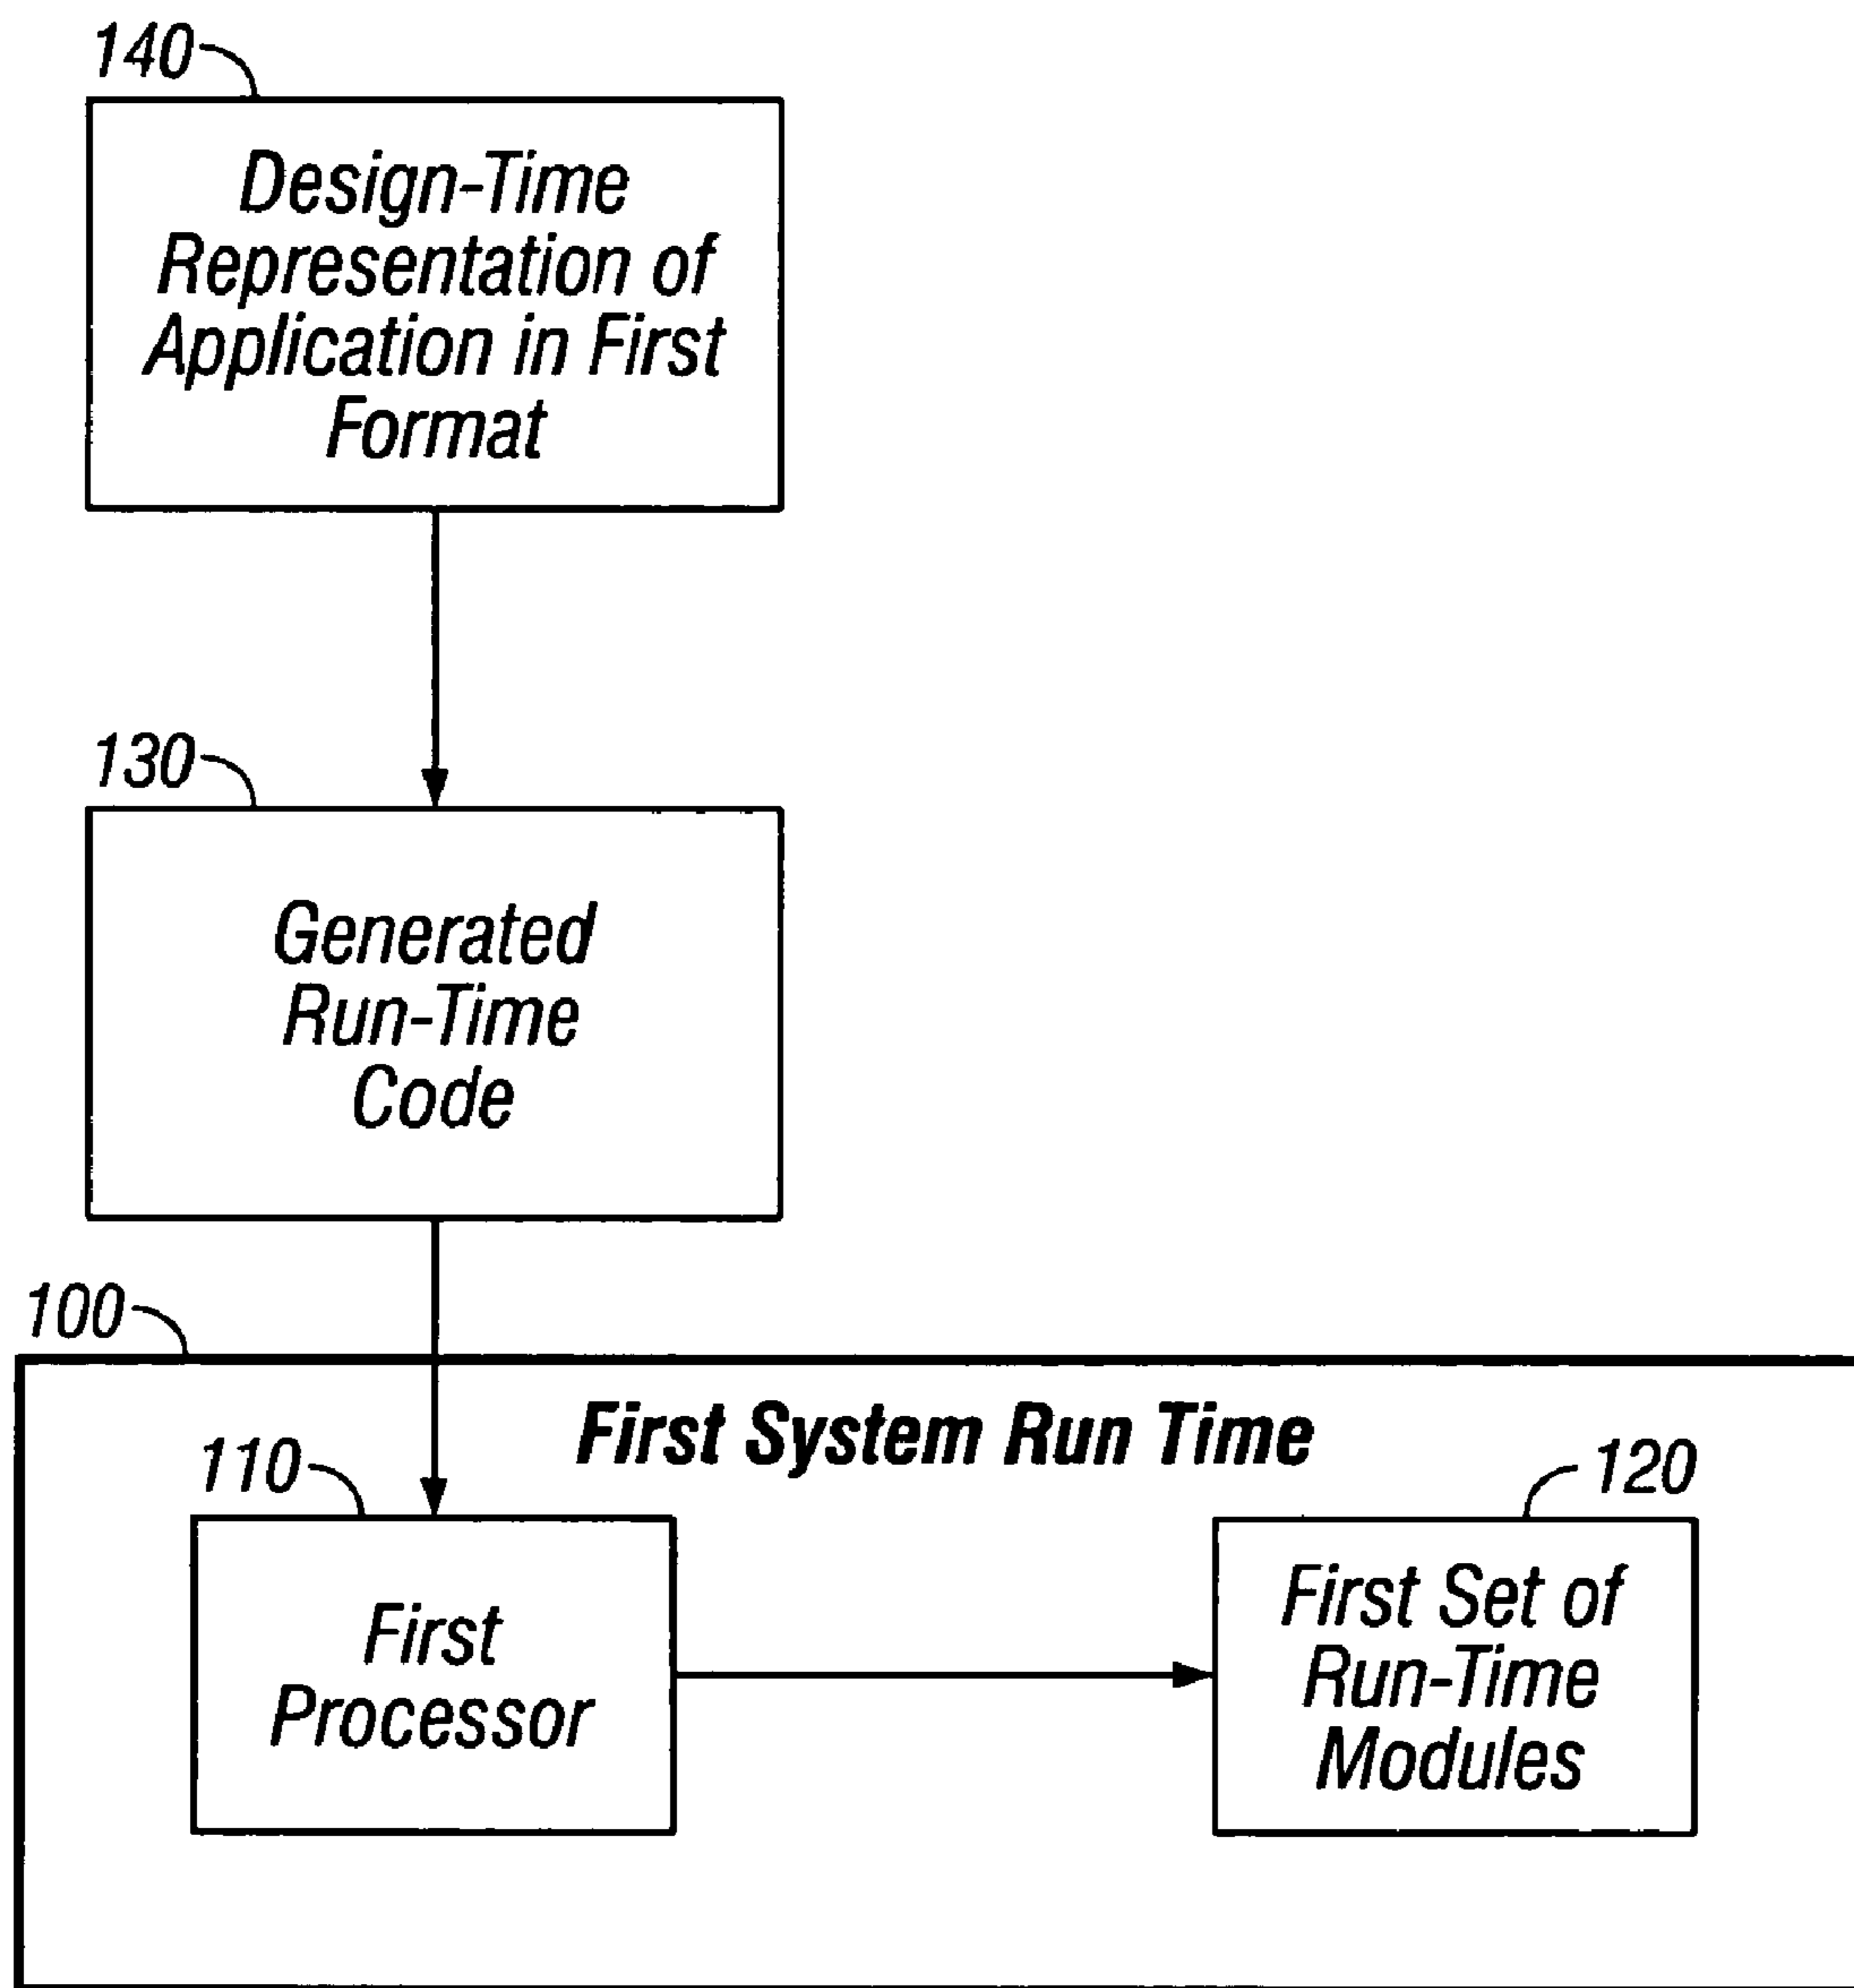 140
Design-Time
Representation of
Application in First
Format
130
Generated
Run-Time
Code
100
First System Run Time
110
120
First
Processor
First Set of
Run-Time
Modules